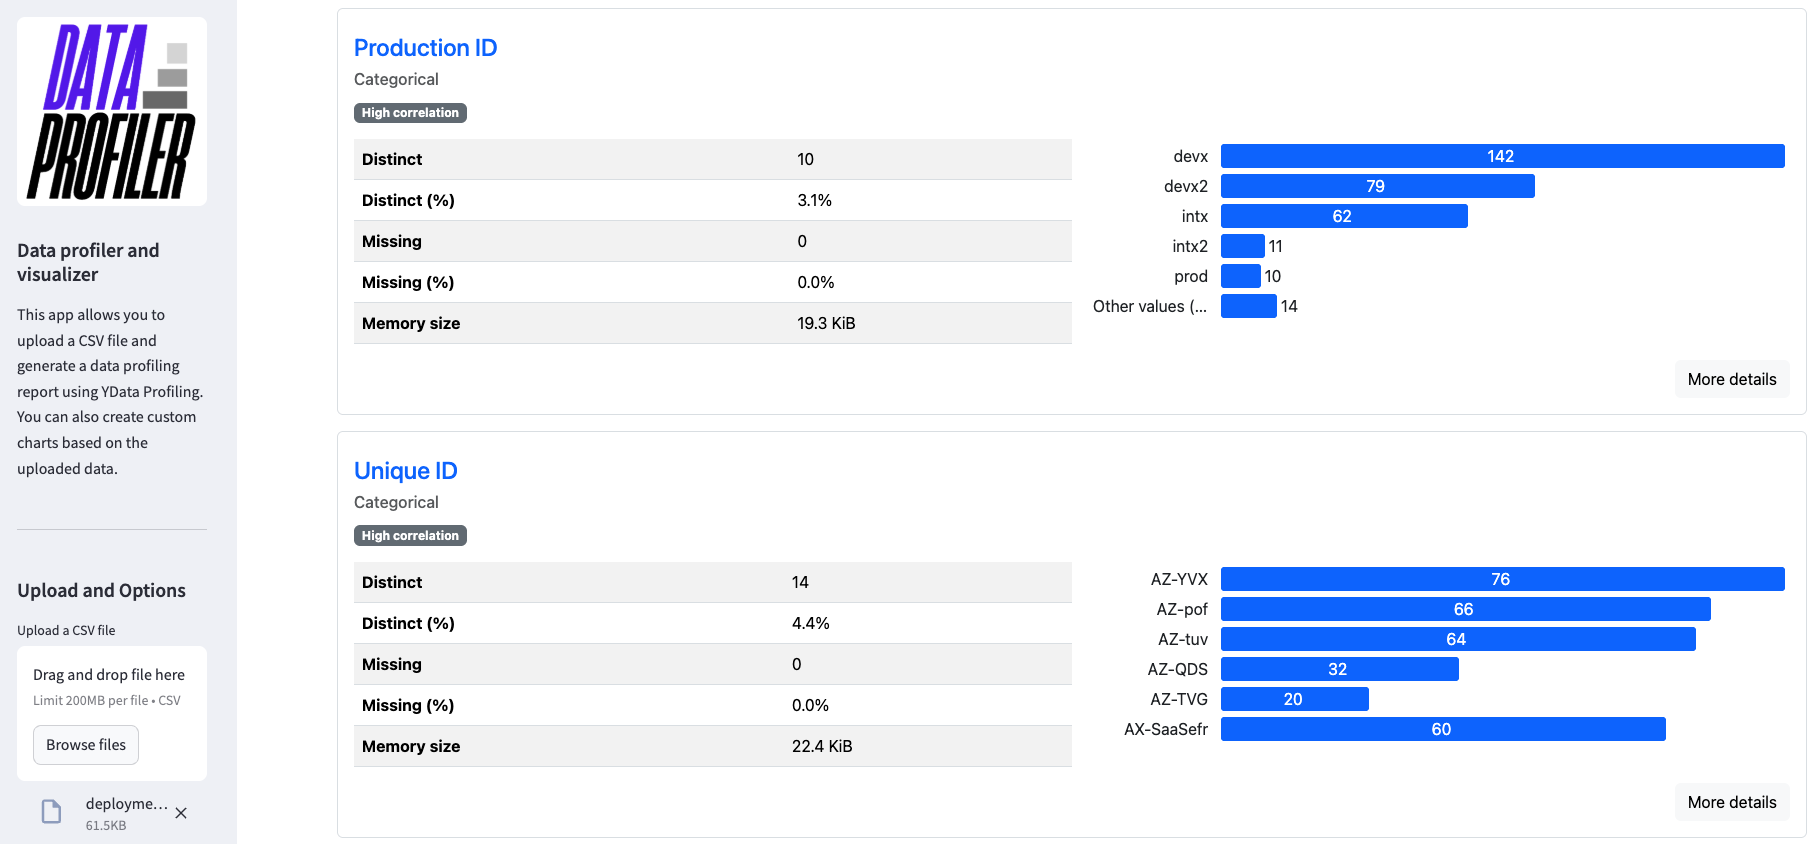 DATA
PROFILER
Data profiler and
visualizer
This app allows you to
upload a CSV file and
generate a data profiling
report using YData Profiling.
You can also create custom
charts based on the
uploaded data.
Upload and Options
Upload a CSV file
Drag and drop file here
Limit 200MB per file • CSV
Browse files
deployme...
61.5KB
Production ID
Categorical
High correlation
Distinct 10
Distinct (%) 3.1%
Missing 0
Missing (%) 0.0%
Memory size 19.3 KiB
devx 142
devx2 79
intx 62
intx2 11
prod 10
Other values (... 14
More details
Unique ID
Categorical
High correlation
Distinct 14
Distinct (%) 4.4%
Missing 0
Missing (%) 0.0%
Memory size 22.4 KiB
AZ-YVX 76
AZ-pof 66
AZ-tuv 64
AZ-QDS 32
AZ-TVG 20
AX-SaaSefr 60
More details